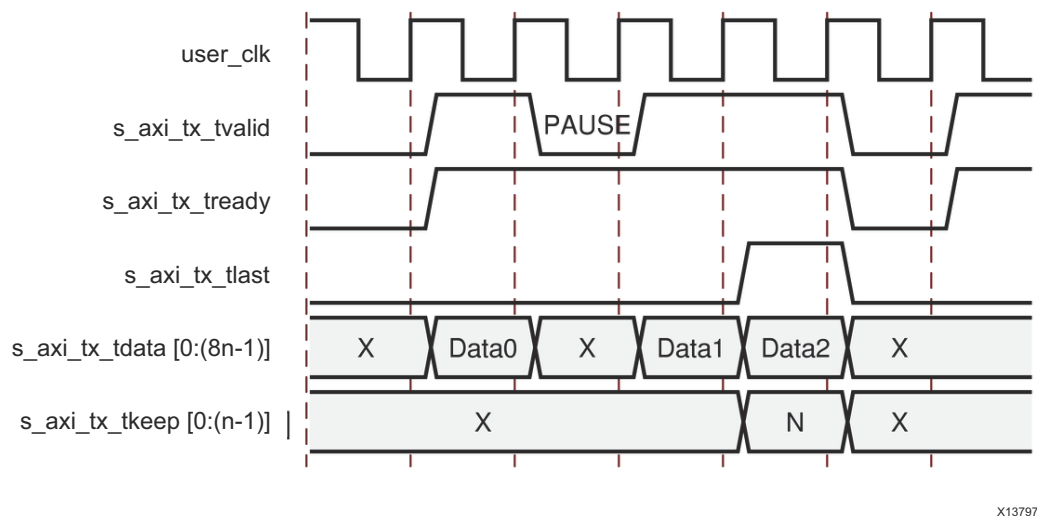 user_clk
s_axi_tx_tvalid PAUSE
s_axi_tx_tready
s_axi_tx_tlast
s_axi_tx_tdata [0:(8n-1)] X Data0 X Data1 Data2 X
s_axi_tx_tkeep [0:(n-1)] X N X
X13797